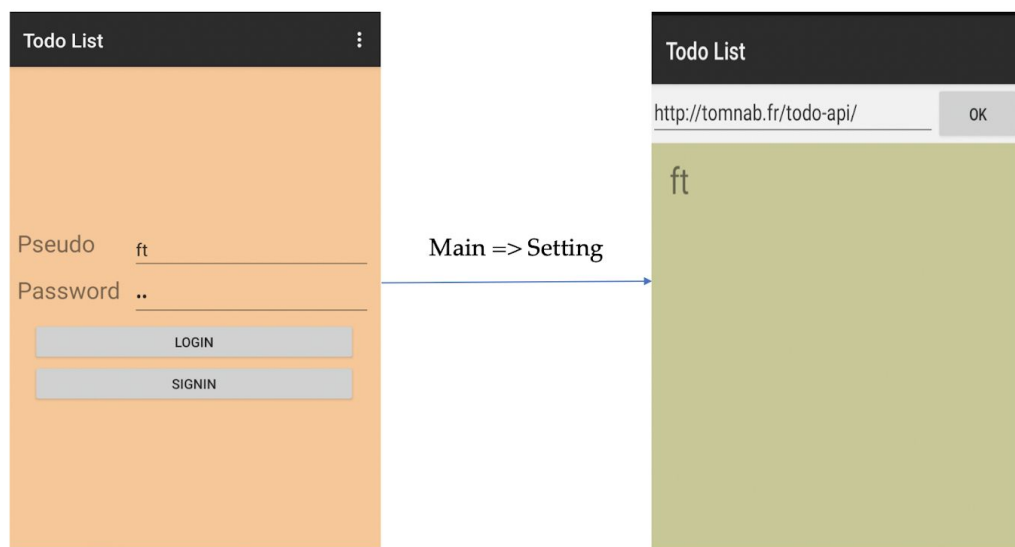 Todo List
Pseudo ft
Password ••
LOGIN
SIGNIN
Main => Setting
Todo List
http://tomnab.fr/todo-api/ OK
ft